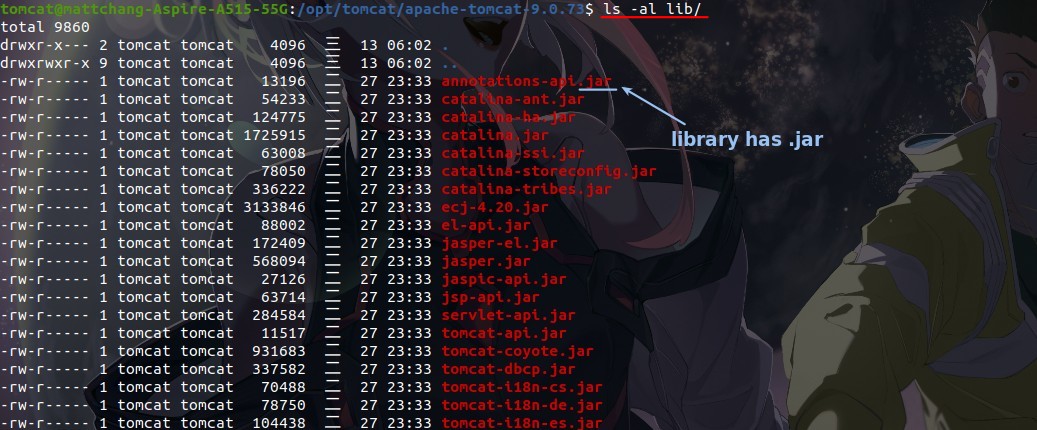 tomcat@mattchang-Aspire-A515-55G:/opt/tomcat/apache-tomcat-9.0.73$ ls -al lib/
total 9860
drwxr-x--- 2 tomcat tomcat    4096  三  13 06:02 .
drwxrwxr-x 9 tomcat tomcat    4096  三  13 06:02 ..
-rw-r----- 1 tomcat tomcat   13196  二  27 23:33 annotations-api.jar
-rw-r----- 1 tomcat tomcat   54233  二  27 23:33 catalina-ant.jar
-rw-r----- 1 tomcat tomcat  124775  二  27 23:33 catalina-ha.jar
library has .jar
-rw-r----- 1 tomcat tomcat 1725915  二  27 23:33 catalina.jar
-rw-r----- 1 tomcat tomcat   63008  二  27 23:33 catalina-ssi.jar
-rw-r----- 1 tomcat tomcat   78050  二  27 23:33 catalina-storeconfig.jar
-rw-r----- 1 tomcat tomcat  336222  二  27 23:33 catalina-tribes.jar
-rw-r----- 1 tomcat tomcat 3133846  二  27 23:33 ecj-4.20.jar
-rw-r----- 1 tomcat tomcat   88002  二  27 23:33 el-api.jar
-rw-r----- 1 tomcat tomcat  172409  二  27 23:33 jasper-el.jar
-rw-r----- 1 tomcat tomcat  568094  二  27 23:33 jasper.jar
-rw-r----- 1 tomcat tomcat   27126  二  27 23:33 jaspic-api.jar
-rw-r----- 1 tomcat tomcat   63714  二  27 23:33 jsp-api.jar
-rw-r----- 1 tomcat tomcat  284584  二  27 23:33 servlet-api.jar
-rw-r----- 1 tomcat tomcat   11517  二  27 23:33 tomcat-api.jar
-rw-r----- 1 tomcat tomcat  931683  二  27 23:33 tomcat-coyote.jar
-rw-r----- 1 tomcat tomcat  337582  二  27 23:33 tomcat-dbcp.jar
-rw-r----- 1 tomcat tomcat   70488  二  27 23:33 tomcat-i18n-cs.jar
-rw-r----- 1 tomcat tomcat   78750  二  27 23:33 tomcat-i18n-de.jar
-rw-r----- 1 tomcat tomcat  104438  二  27 23:33 tomcat-i18n-es.jar